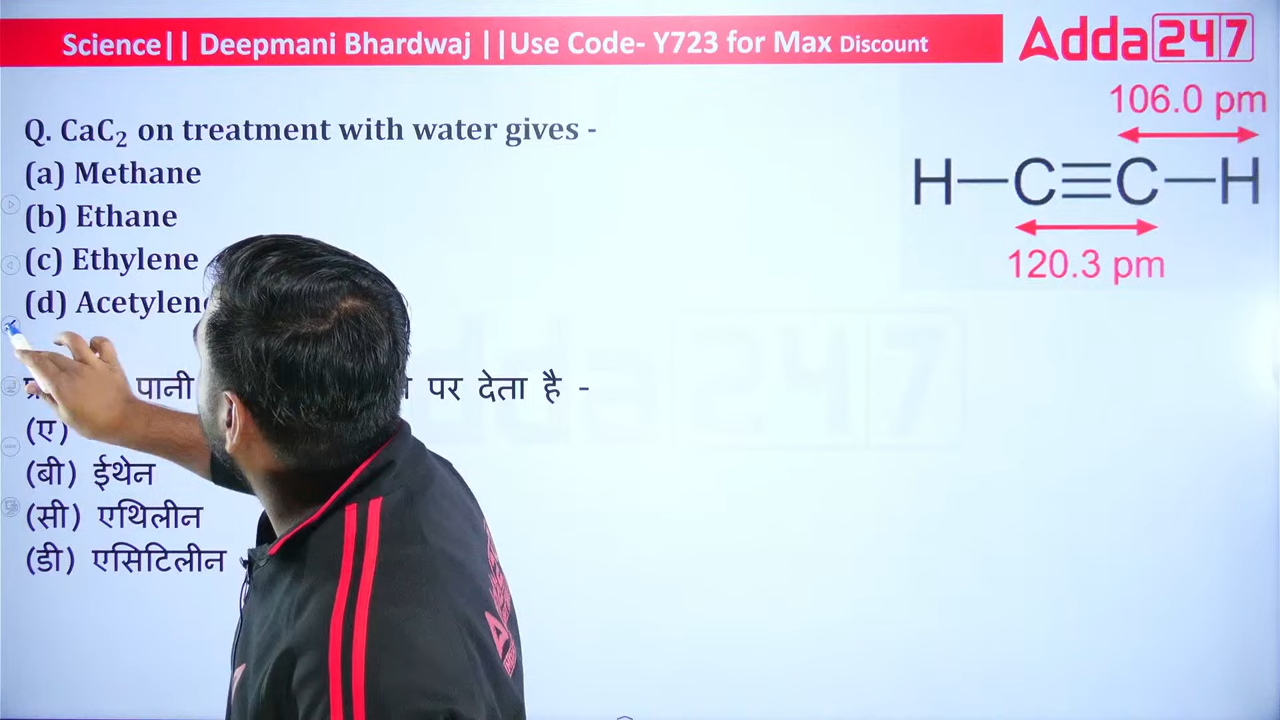 Science|| Deepmani Bhardwaj ||Use Code- Y723 for Max Discount
Adda247
Q. CaC₂ on treatment with water gives -
(a) Methane
(b) Ethane
(c) Ethylene
(d) Acetylen
106.0 pm
H—C≡C—H
120.3 pm
पानी पर देता है -
(ए)
(बी) ईथेन
(सी) एथिलीन
(डी) एसिटिलीन